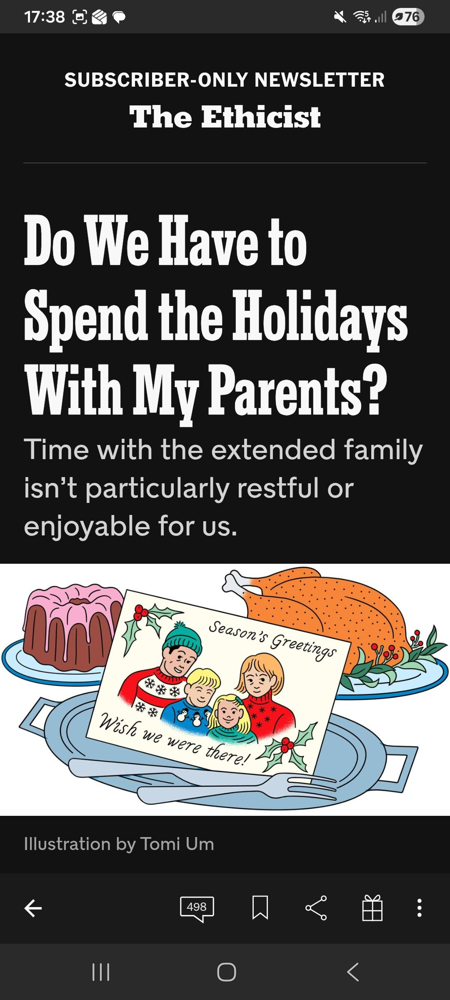 17:38
5
76
SUBSCRIBER-ONLY NEWSLETTER
The Ethicist
Do We Have to
Spend the Holidays
With My Parents?
Time with the extended family
isn’t particularly restful or
enjoyable for us.
Season's Greetings
Wish we were there!
Illustration by Tomi Um
498